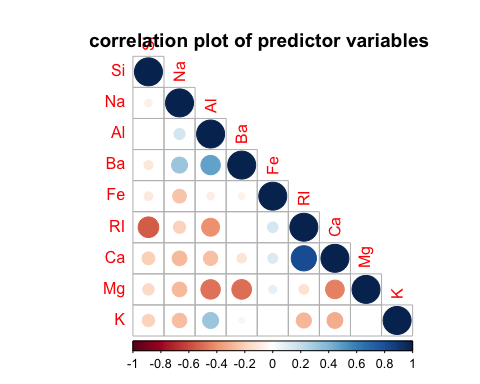 correlation plot of predictor variables
Si
Si
Na
Na
Al
Al
Ba
Ba
Fe
Fe
RI
RI
Ca
Ca
Mg
Mg
K
K
-1 -0.8 -0.6 -0.4 -0.2 0 0.2 0.4 0.6 0.8 1